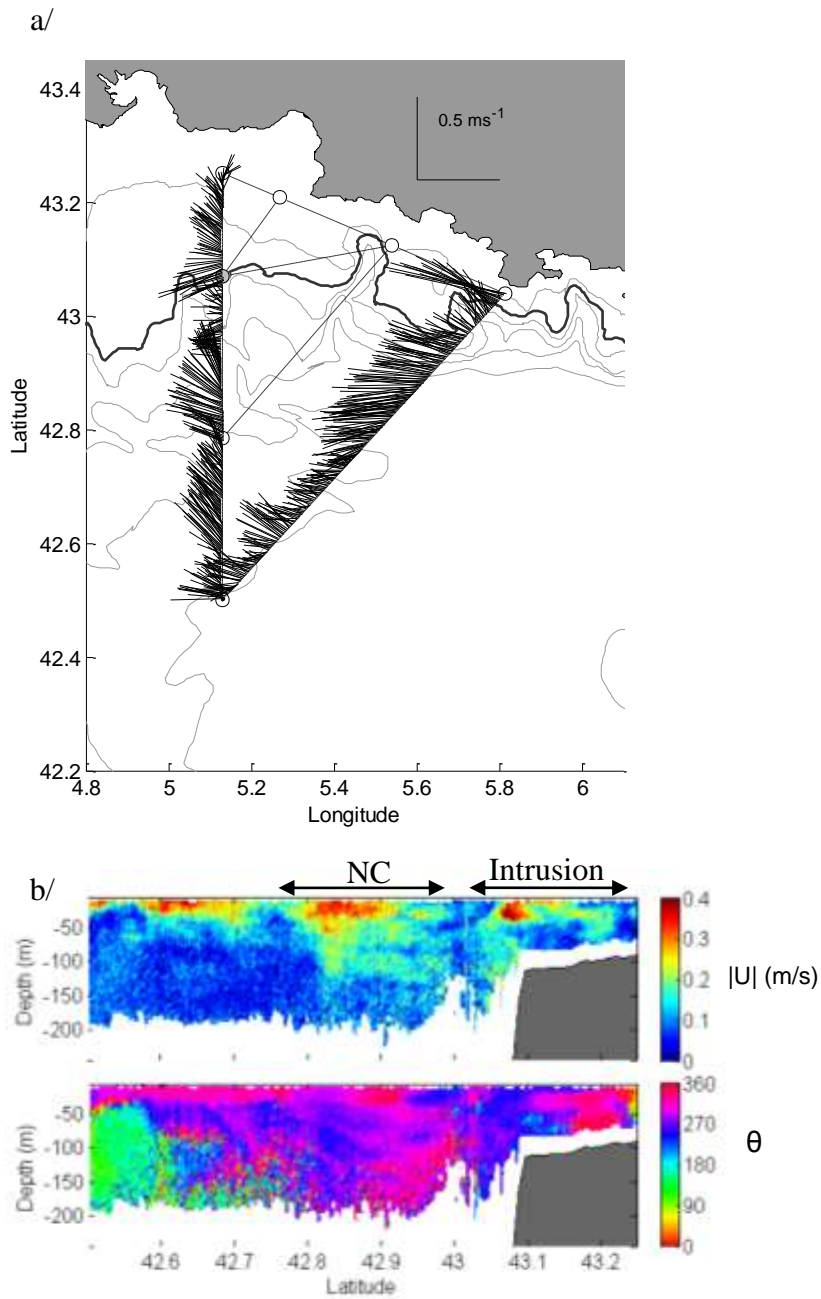 a/
43.4
43.2
43
42.8
42.6
42.4
42.2
Latitude
0.5 ms-1
4.8 5 5.2 5.4 5.6 5.8 6
Longitude
b/
NC Intrusion
Depth (m)
-50
-100
-150
-200
0.4
0.3
0.2
0.1
0
|U| (m/s)
Depth (m)
-50
-100
-150
-200
360
270
180
90
0
θ
42.6 42.7 42.8 42.9 43 43.1 43.2
Latitude